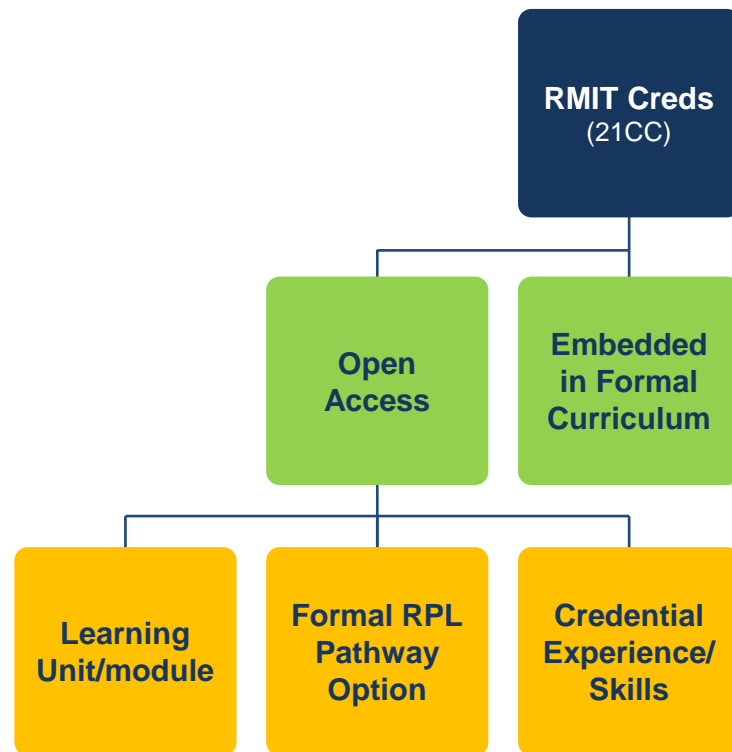 RMIT Creds
(21CC)
Open
Access
Embedded
in Formal
Curriculum
Learning
Unit/module
Formal RPL
Pathway
Option
Credential
Experience/
Skills